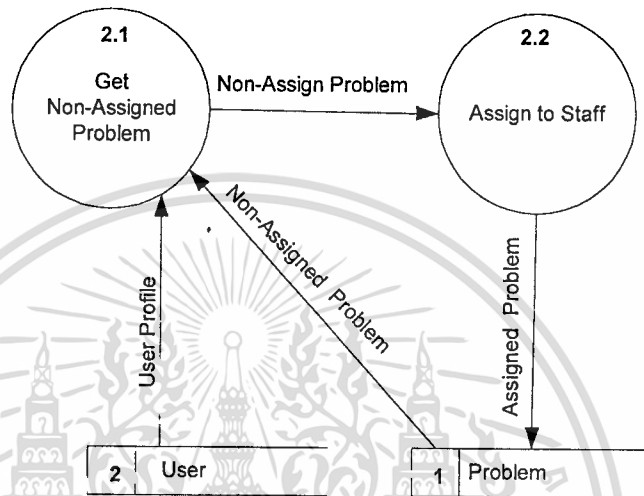 2.1
Get
Non-Assigned
Problem
Non-Assign Problem
2.2
Assign to Staff
User Profile
Non-Assigned Problem
Assigned Problem
2 User
1 Problem